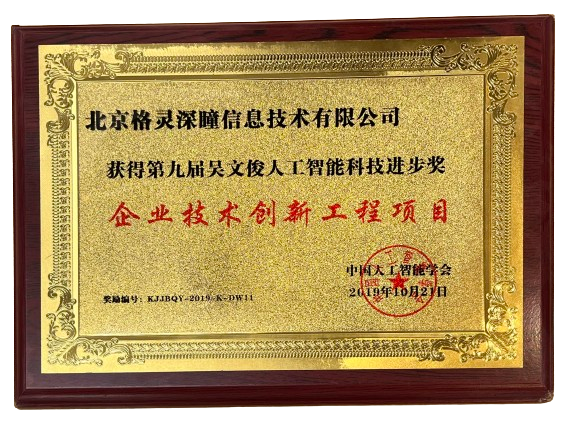 北京格灵深瞳信息技术有限公司
获得第九届吴文俊人工智能科技进步奖
企业技术创新工程项目
中国人工智能学会
奖励编号：KJJBQY-2019-K-DW11
2019年10月21日